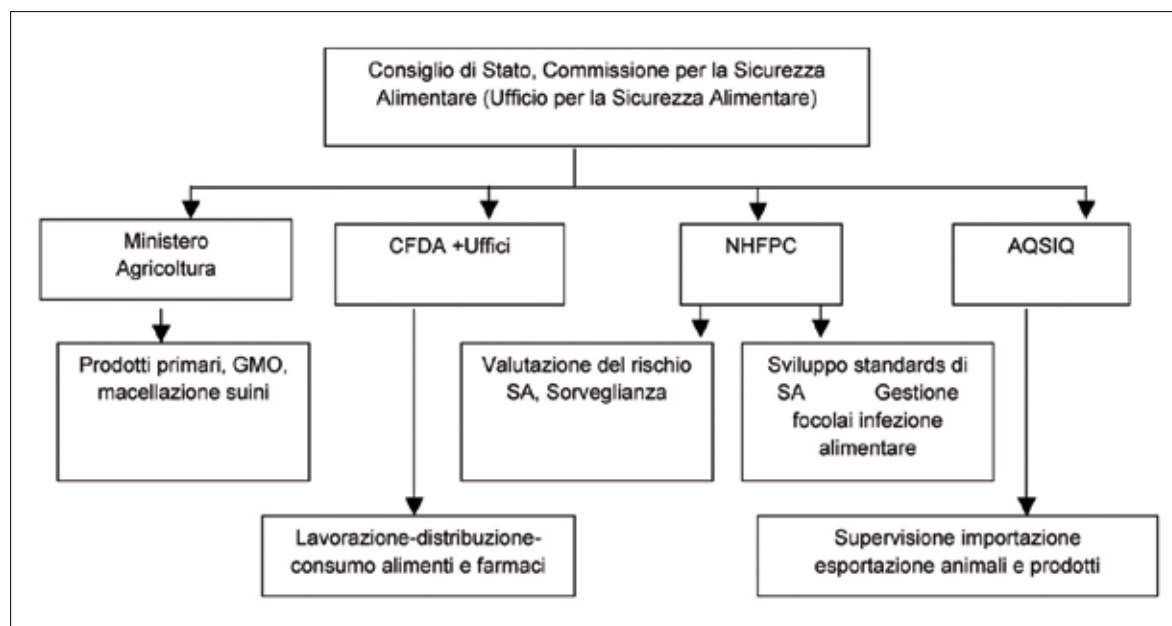 Consiglio di Stato, Commissione per la Sicurezza
Alimentare (Ufficio per la Sicurezza Alimentare)
Ministero
Agricoltura
CFDA +Uffici
NHFPC
AQSIQ
Prodotti primari, GMO,
macellazione suini
Valutazione del rischio
SA, Sorveglianza
Sviluppo standards di
SA Gestione
focolai infezione
alimentare
Lavorazione-distribuzione-
consumo alimenti e farmaci
Supervisione importazione
esportazione animali e prodotti